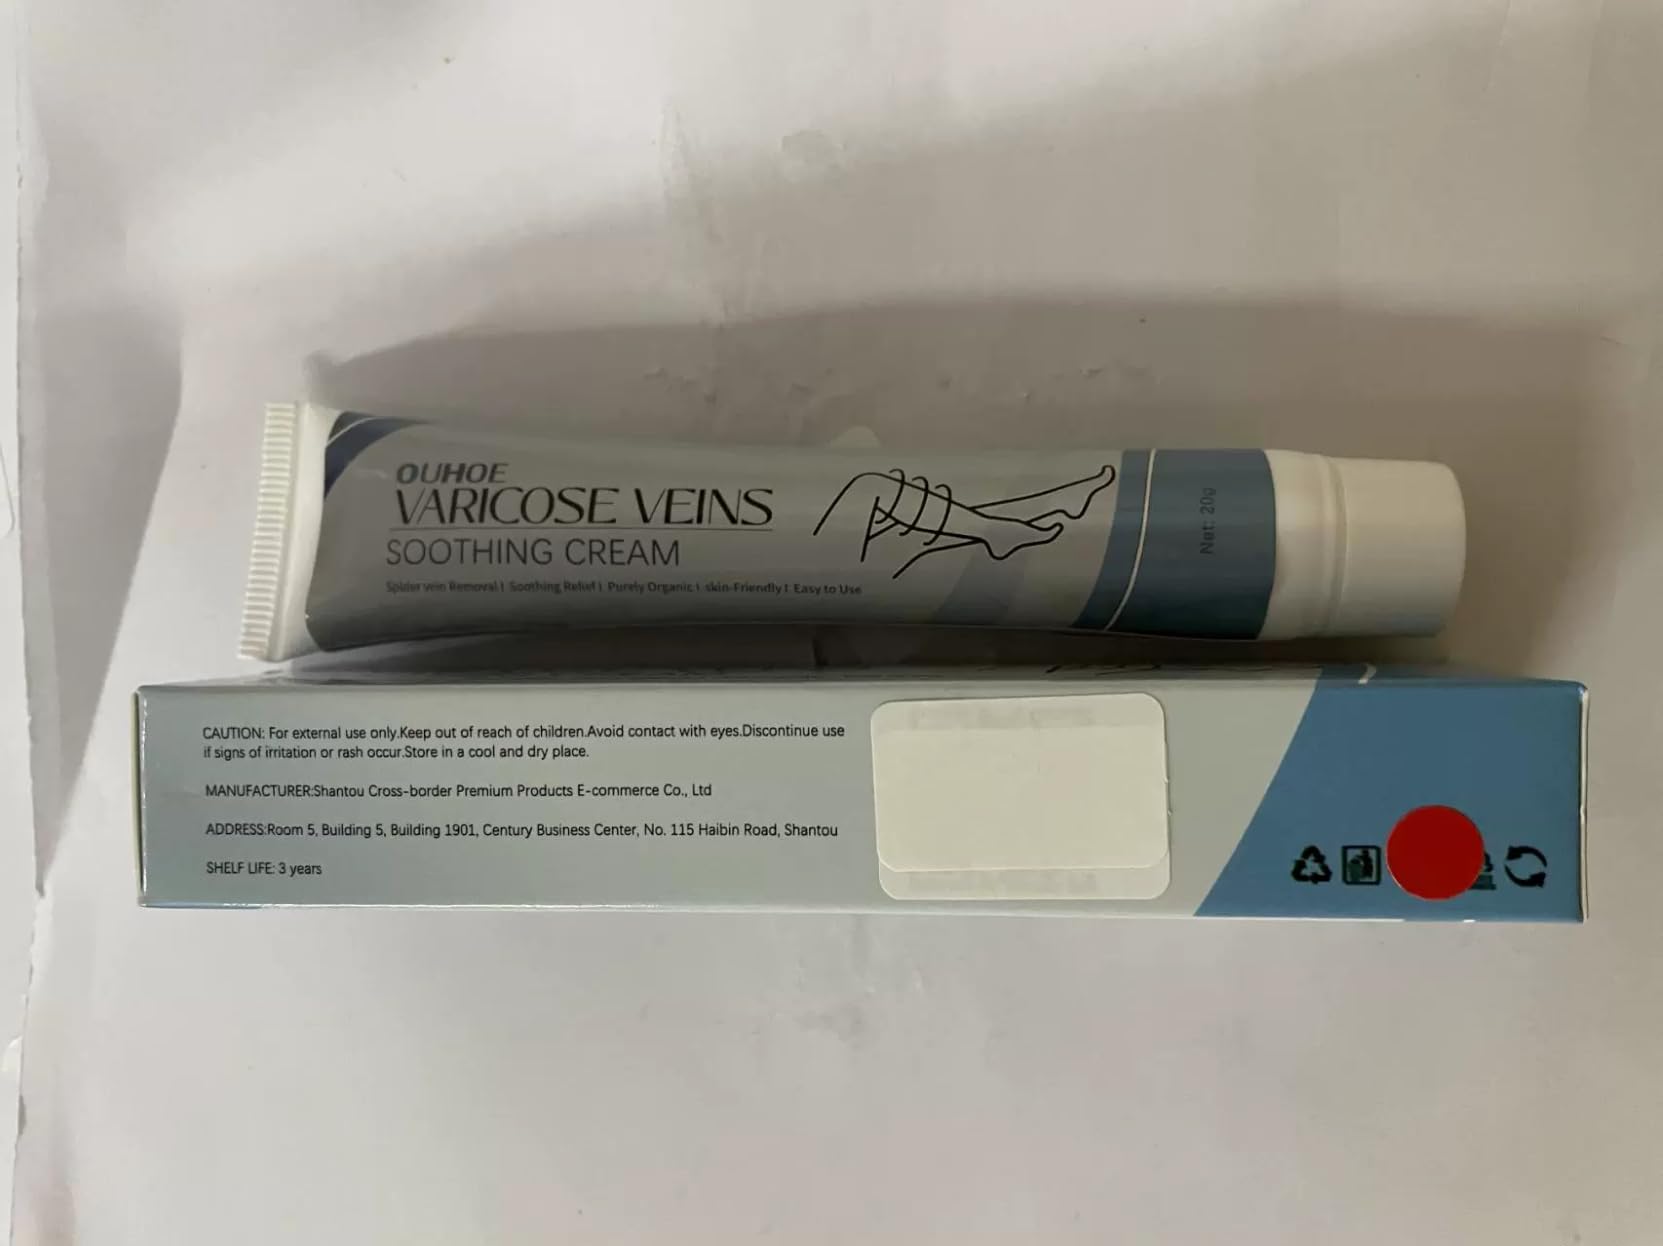 OUHOE
VARICOSE VEINS
SOOTHING CREAM
Spider vein Removal | Soothing Relief | Purely Organic | skin-Friendly | Easy to Use
Net: 20g
CAUTION: For external use only.Keep out of reach of children.Avoid contact with eyes.Discontinue use
if signs of irritation or rash occur.Store in a cool and dry place.
MANUFACTURER:Shantou Cross-border Premium Products E-commerce Co., Ltd
ADDRESS:Room 5, Building 5, Building 1901, Century Business Center, No. 115 Haibin Road, Shantou
SHELF LIFE: 3 years